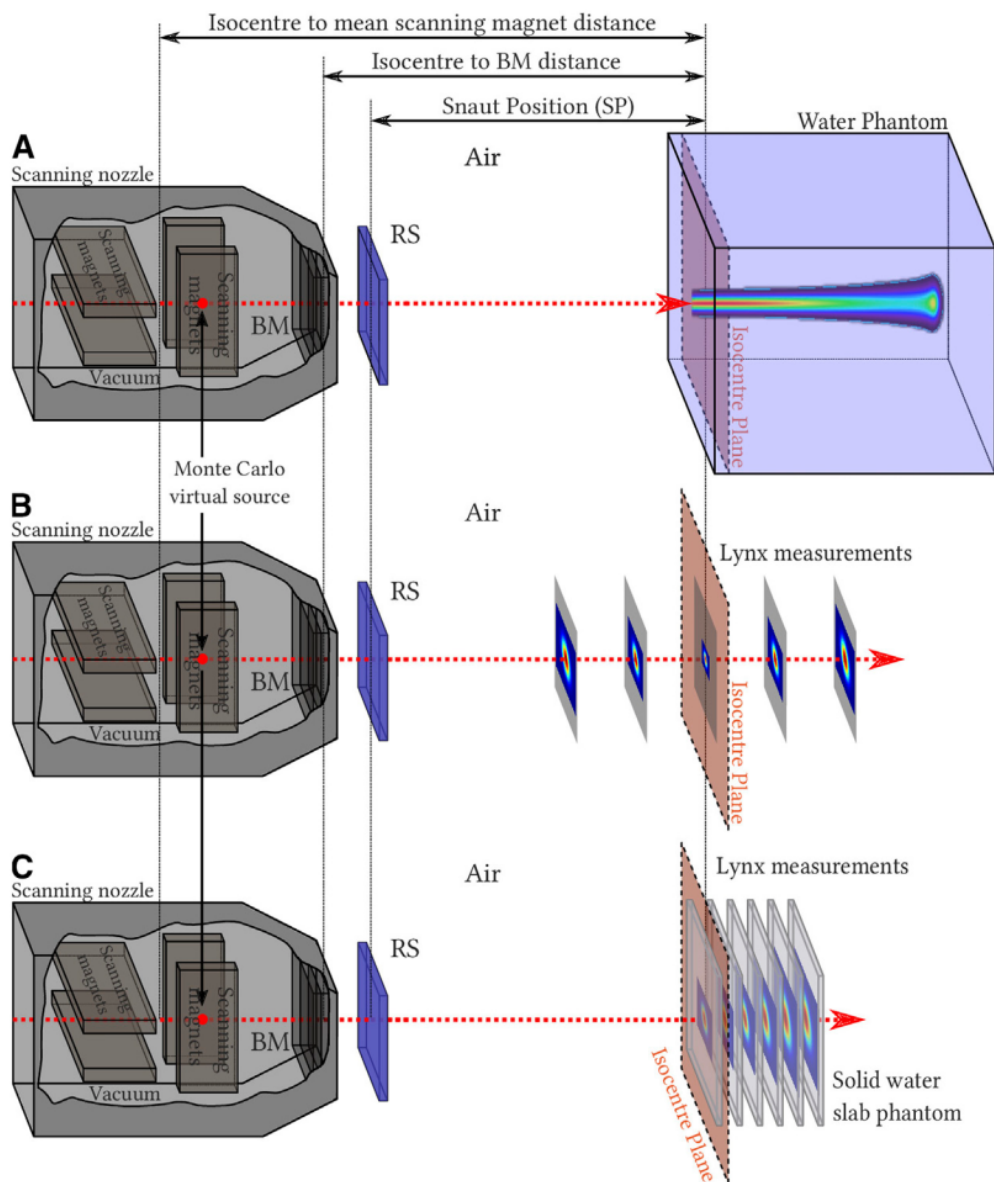 Isocentre to mean scanning magnet distance
Isocentre to BM distance
Snaut Position (SP)
Water Phantom
A
Air
Scanning nozzle
RS
Scanning
magnets
Scanning
magnets
BM
Vacuum
Isocentre Plane
Monte Carlo
virtual source
B
Air
Scanning nozzle
Lynx measurements
RS
Scanning
magnets
Scanning
magnets
BM
Vacuum
Isocentre Plane
C
Air
Lynx measurements
Scanning nozzle
RS
Scanning
magnets
Scanning
magnets
BM
Vacuum
Isocentre Plane
Solid water
slab phantom